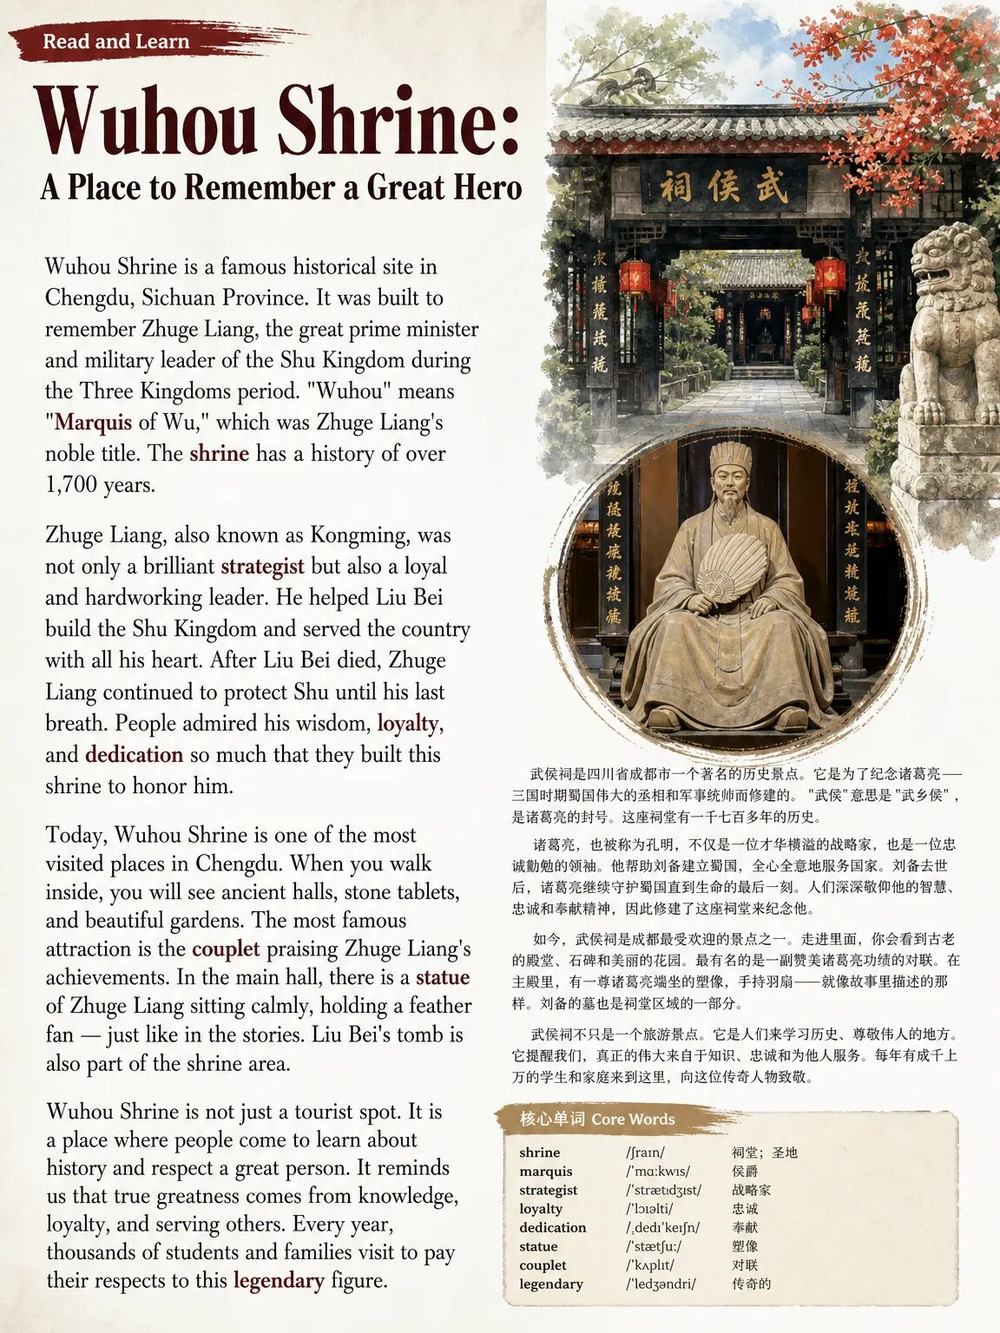 Read and Learn
Wuhou Shrine:
A Place to Remember a Great Hero
Wuhou Shrine is a famous historical site in
Chengdu, Sichuan Province. It was built to
remember Zhuge Liang, the great prime minister
and military leader of the Shu Kingdom during
the Three Kingdoms period. "Wuhou" means
"Marquis of Wu," which was Zhuge Liang's
noble title. The shrine has a history of over
1,700 years.
Zhuge Liang, also known as Kongming, was
not only a brilliant strategist but also a loyal
and hardworking leader. He helped Liu Bei
build the Shu Kingdom and served the country
with all his heart. After Liu Bei died, Zhuge
Liang continued to protect Shu until his last
breath. People admired his wisdom, loyalty,
and dedication so much that they built this
shrine to honor him.
Today, Wuhou Shrine is one of the most
visited places in Chengdu. When you walk
inside, you will see ancient halls, stone tablets,
and beautiful gardens. The most famous
attraction is the couplet praising Zhuge Liang's
achievements. In the main hall, there is a statue
of Zhuge Liang sitting calmly, holding a feather
fan — just like in the stories. Liu Bei's tomb is
also part of the shrine area.
Wuhou Shrine is not just a tourist spot. It is
a place where people come to learn about
history and respect a great person. It reminds
us that true greatness comes from knowledge,
loyalty, and serving others. Every year,
thousands of students and families visit to pay
their respects to this legendary figure.
祠侯武
武侯祠是四川省成都市一个著名的历史景点。它是为了纪念诸葛亮——
三国时期蜀国伟大的丞相和军事统帅而修建的。"武侯"意思是"武乡侯"，
是诸葛亮的封号。这座祠堂有一千七百多年的历史。
诸葛亮，也被称为孔明，不仅是一位才华横溢的战略家，也是一位忠
诚勤勉的领袖。他帮助刘备建立蜀国，全心全意地服务国家。刘备去世
后，诸葛亮继续守护蜀国直到生命的最后一刻。人们深深敬仰他的智慧、
忠诚和奉献精神，因此修建了这座祠堂来纪念他。
如今，武侯祠是成都最受欢迎的景点之一。走进里面，你会看到古老
的殿堂、石碑和美丽的花园。最有名的是一副赞美诸葛亮功绩的对联。在
主殿里，有一尊诸葛亮端坐的塑像，手持羽扇——就像故事里描述的那
样。刘备的墓也是祠堂区域的一部分。
武侯祠不只是一个旅游景点。它是人们来学习历史、尊敬伟人的地方。
它提醒我们，真正的伟大来自于知识、忠诚和为他人服务。每年有成千上
万的学生和家庭来到这里，向这位传奇人物致敬。
核心单词 Core Words
shrine /ʃraɪn/ 祠堂；圣地
marquis /ˈmɑːkwɪs/ 侯爵
strategist /ˈstrætɪdʒɪst/ 战略家
loyalty /ˈlɔɪəlti/ 忠诚
dedication /ˌdedɪˈkeɪʃn/ 奉献
statue /ˈstætʃuː/ 塑像
couplet /ˈkʌplɪt/ 对联
legendary /ˈledʒəndri/ 传奇的